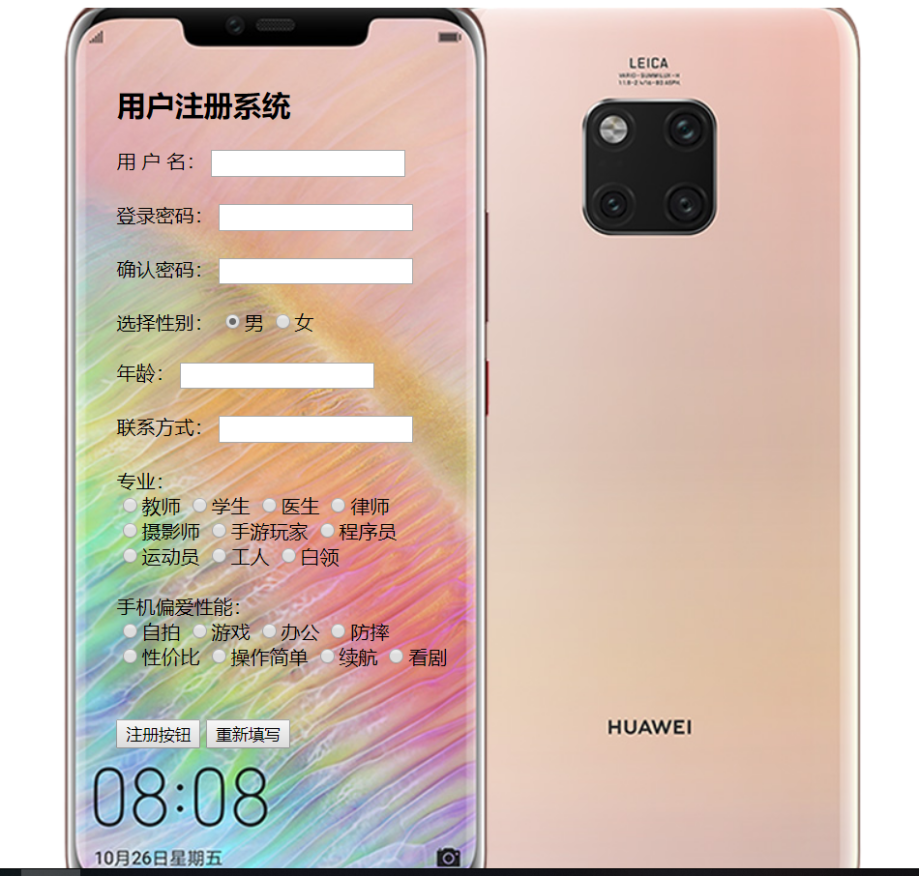 用户注册系统
用 户 名：
登录密码：
确认密码：
选择性别： 男 女
年龄：
联系方式：
专业：
教师 学生 医生 律师
摄影师 手游玩家 程序员
运动员 工人 白领
手机偏爱性能：
自拍 游戏 办公 防摔
性价比 操作简单 续航 看剧
注册按钮 重新填写
08:08
10月26日星期五
LEICA
HUAWEI